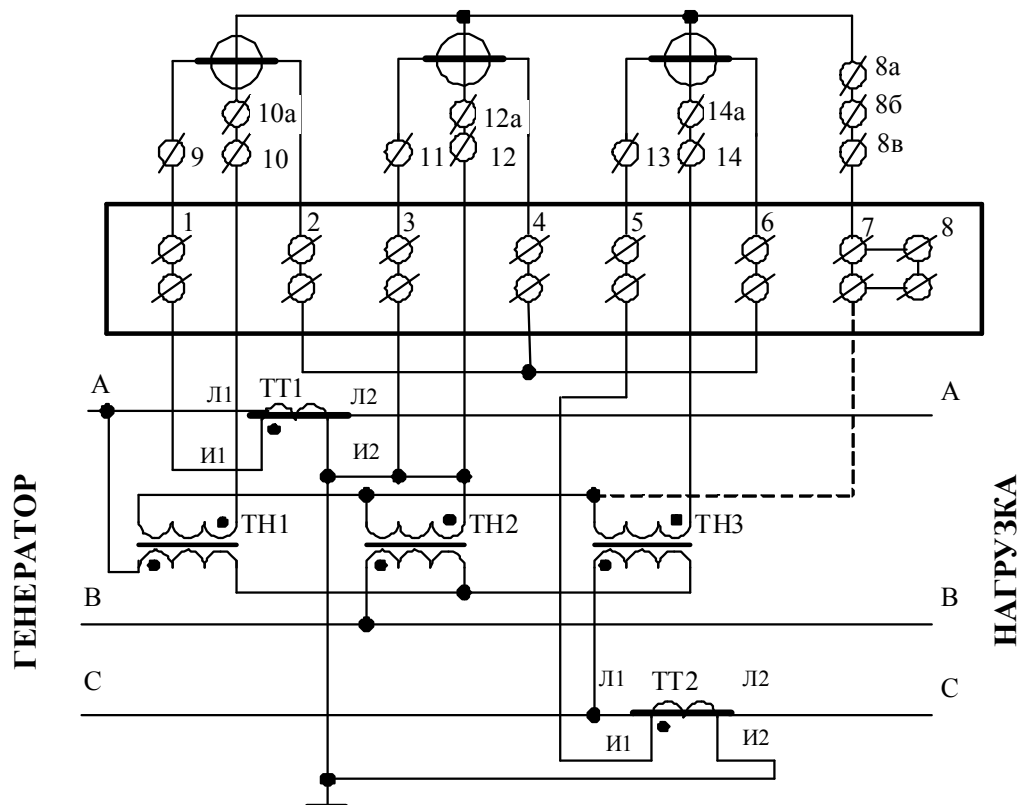 8а
10а
12а
14а
8б
9
10
11
12
13
14
8в
1
2
3
4
5
6
7
8
А
Л1
ТТ1
Л2
А
И1
И2
ТН1
ТН2
ТН3
ГЕНЕРАТОР
НАГРУЗКА
В
В
С
Л1
ТТ2
Л2
С
И1
И2